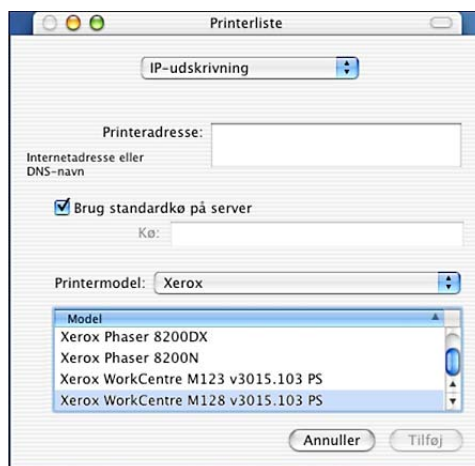 Printerliste
IP-udskrivning
Printeradresse:
Internetadresse eller
DNS-navn
Brug standardkø på server
Kø:
Printermodel: Xerox
Model
Xerox Phaser 8200DX
Xerox Phaser 8200N
Xerox WorkCentre M123 v3015.103 PS
Xerox WorkCentre M128 v3015.103 PS
Annuller Tilføj